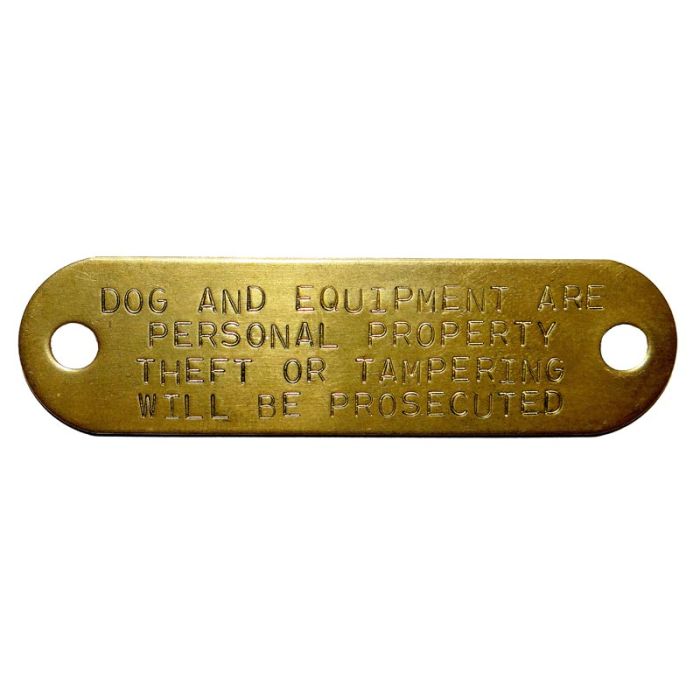 DOG AND EQUIPMENT ARE
PERSONAL PROPERTY
THEFT OR TAMPERING
WILL BE PROSECUTED